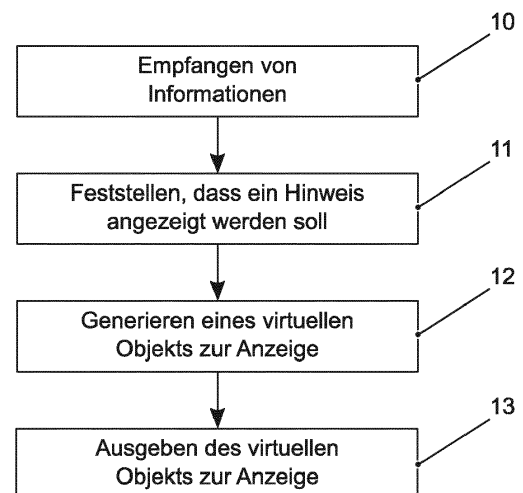 10
Empfangen von
Informationen
11
Feststellen, dass ein Hinweis
angezeigt werden soll
12
Generieren eines virtuellen
Objekts zur Anzeige
13
Ausgeben des virtuellen
Objekts zur Anzeige